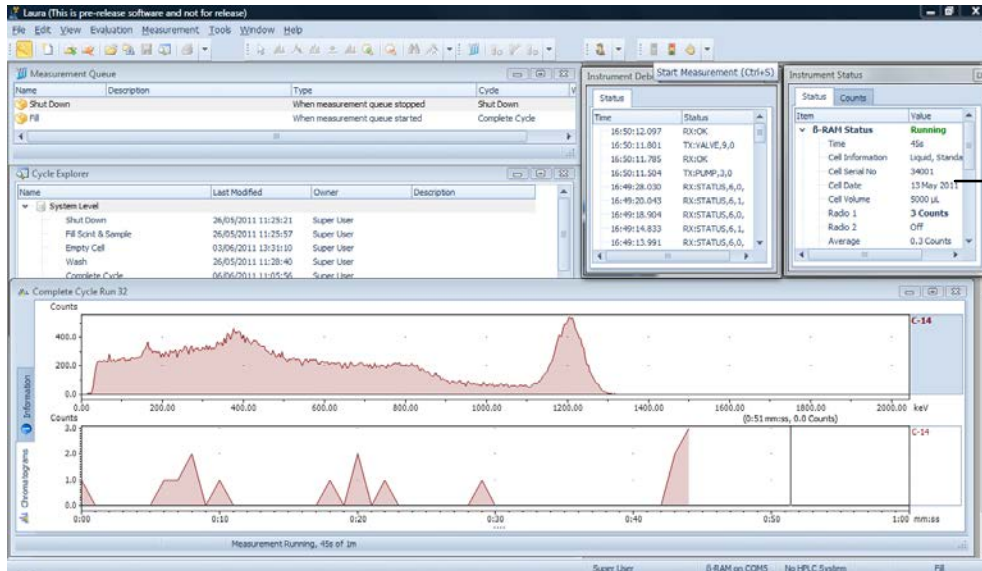 Laura (This is pre-release software and not for release)
File Edit View Evaluation Measurement Tools Window Help
Start Measurement (Ctrl+S)
Measurement Queue
Name Description Type Cycle
Shut Down When measurement queue stopped Shut Down
Fill When measurement queue started Complete Cycle
Cycle Explorer
Name Last Modified Owner Description
System Level
Shut Down 26/05/2011 11:25:21 Super User
Fill Scint & Sample 26/05/2011 11:25:57 Super User
Empty Cell 03/06/2011 13:31:10 Super User
Wash 26/05/2011 11:28:40 Super User
Complete Cycle 06/06/2011 11:05:56 Super User
Instrument Deb
Status
Time Status
16:50:12.097 RX:OK
16:50:11.801 TX:VALVE,9,0
16:50:11.785 RX:OK
16:50:11.504 TX:PUMP,3,0
16:49:28.030 RX:STATUS,6,0,
16:49:20.043 RX:STATUS,6,1,
16:49:18.904 RX:STATUS,6,0,
16:49:14.833 RX:STATUS,6,1,
16:49:13.991 RX:STATUS,6,0,
Instrument Status
Status Counts
Item Value
ß-RAM Status Running
Time 45s
Cell Information Liquid, Standa
Cell Serial No 34001
Cell Date 13 May 2011
Cell Volume 5000 µL
Radio 1 3 Counts
Radio 2 Off
Average 0.3 Counts
Complete Cycle Run 32
Information
Chromatograms
Counts
C-14
400.0
200.0
0.0
0.00 200.00 400.00 600.00 800.00 1000.00 1200.00 1400.00 1600.00 1800.00 2000.00 keV
Counts
(0:51 mm:ss, 0.0 Counts)
C-14
3.0
2.0
1.0
0.0
0:00 0:10 0:20 0:30 0:40 0:50 1:00 mm:ss
Measurement Running, 45s of 1m
Super User ß-RAM on COM5 No HPLC System Fill